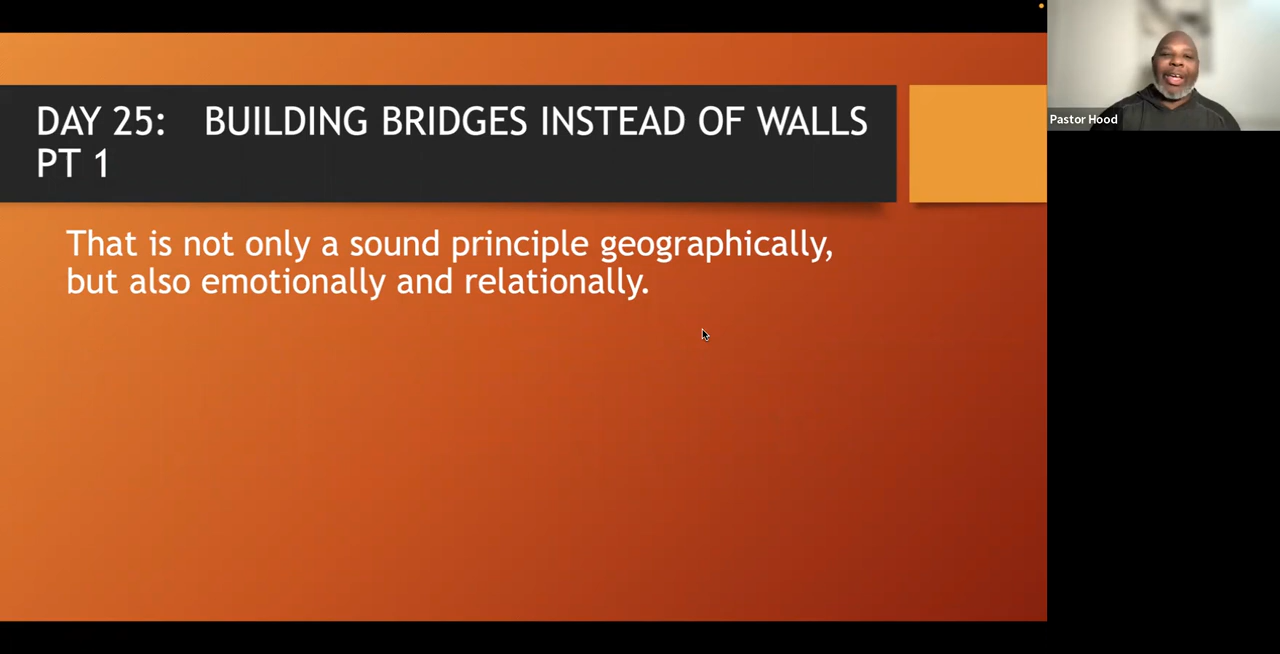 DAY 25: BUILDING BRIDGES INSTEAD OF WALLS
PT 1
That is not only a sound principle geographically,
but also emotionally and relationally.
Pastor Hood